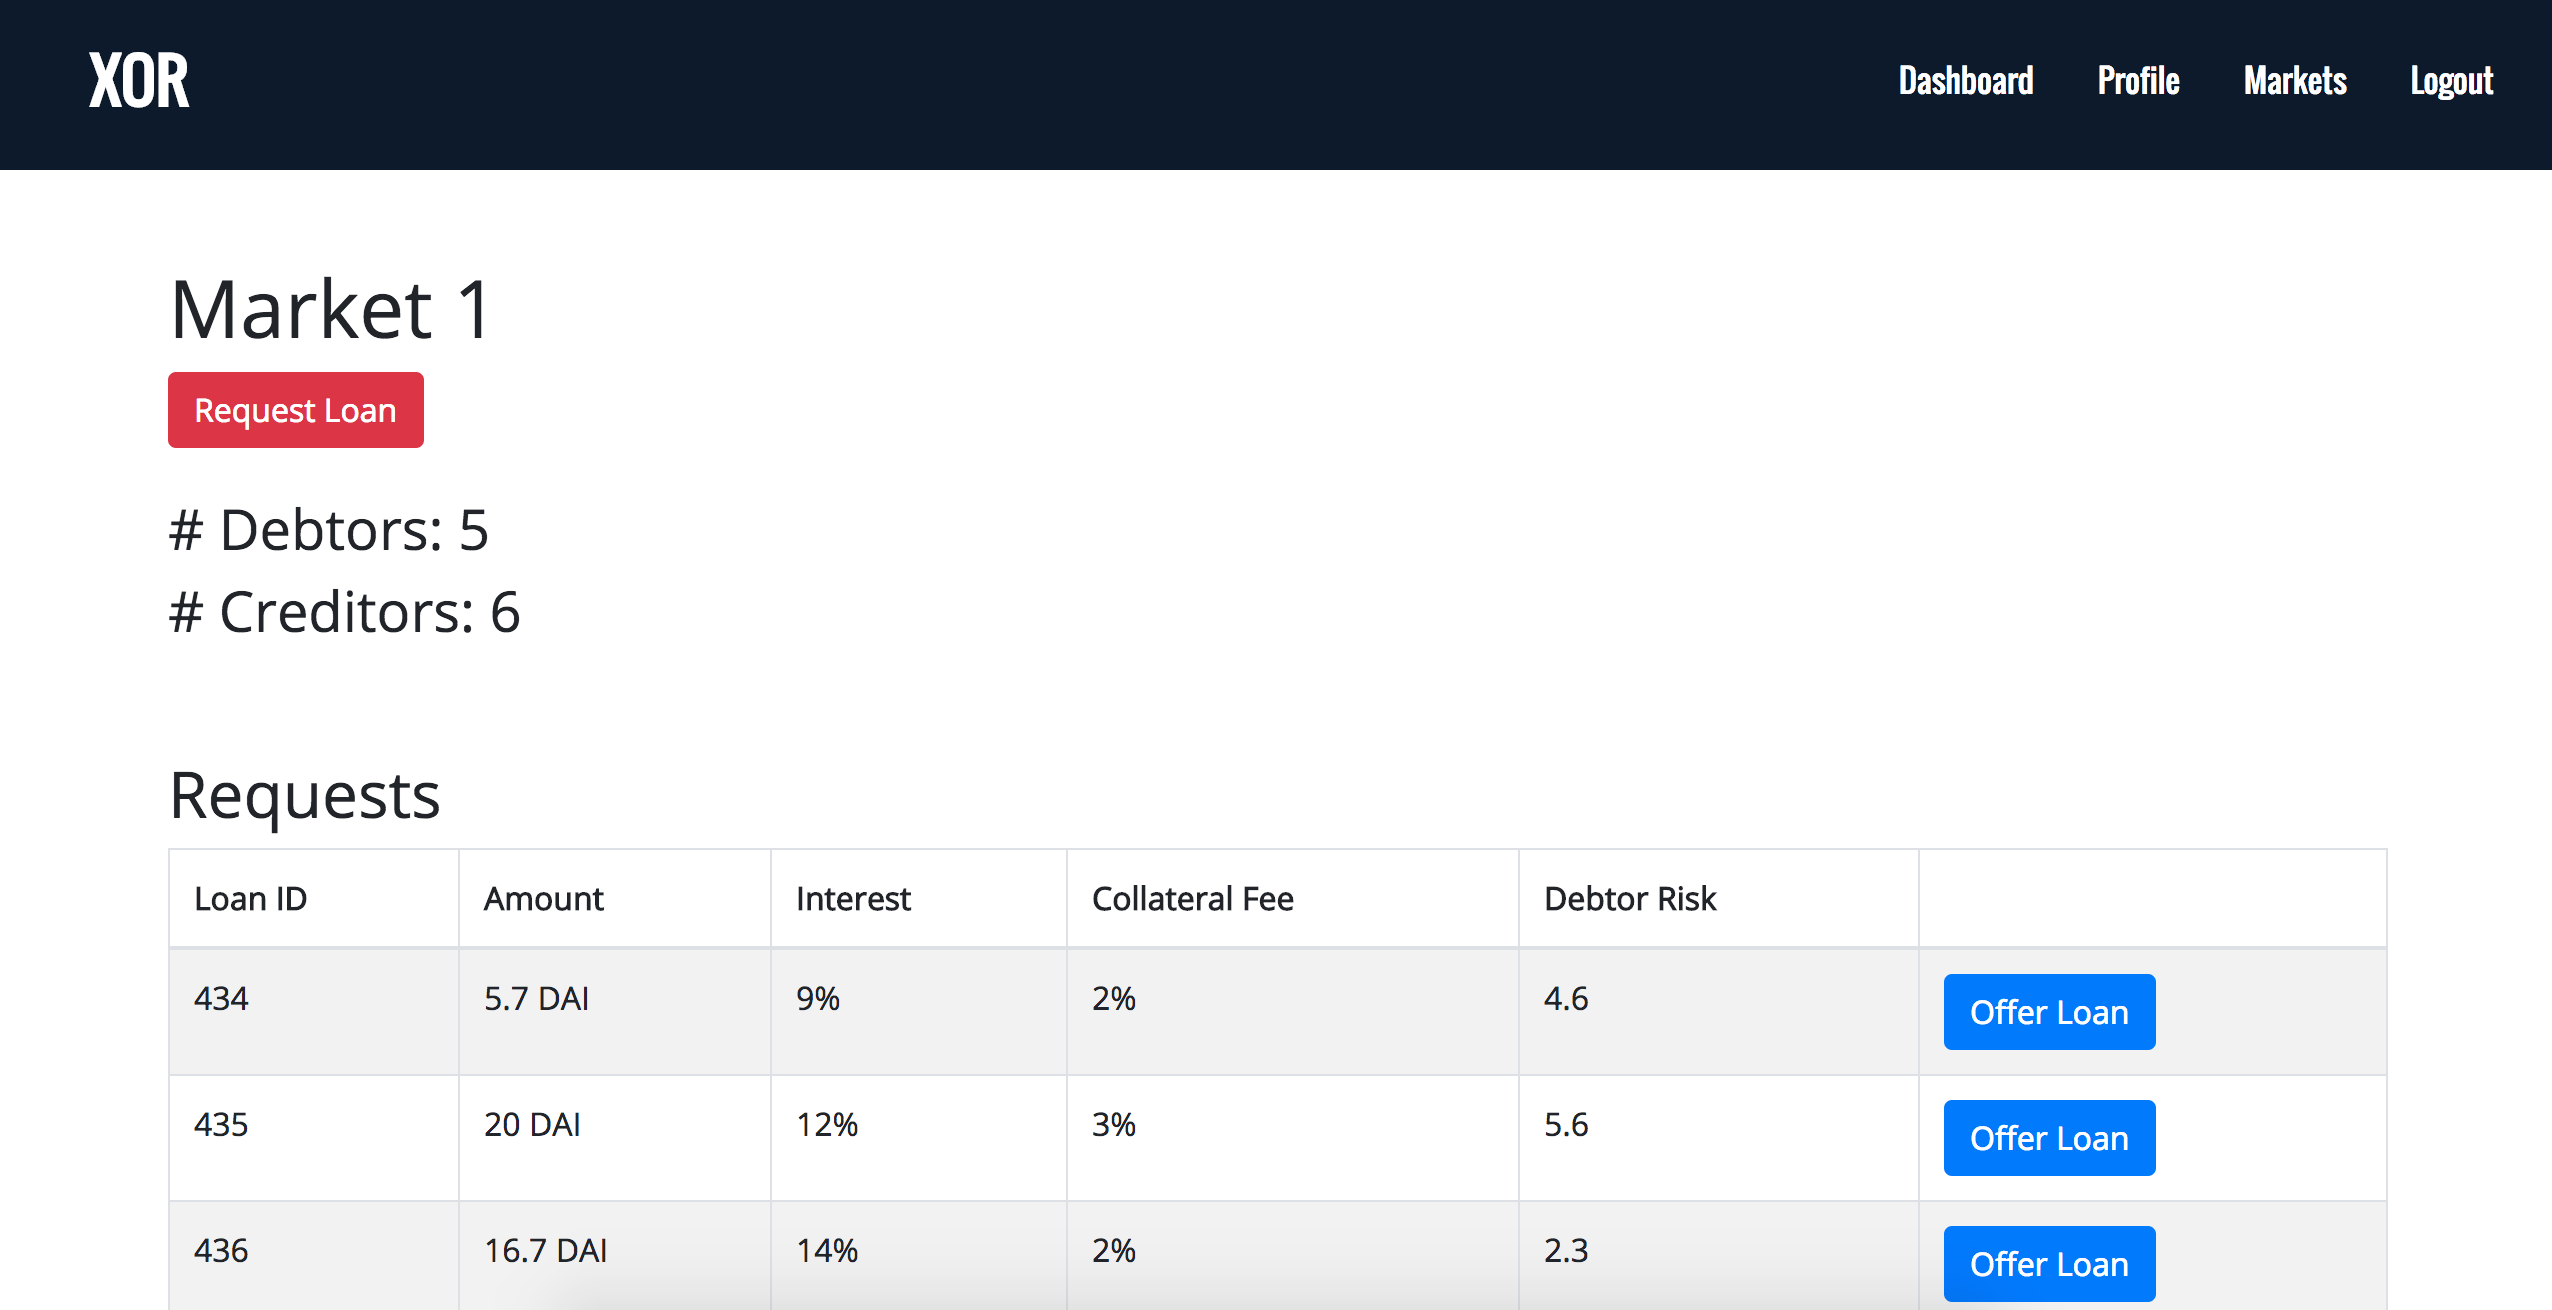 XOR Dashboard Profile Markets Logout
Market 1
Request Loan
# Debtors: 5
# Creditors: 6
Requests
Loan ID Amount Interest Collateral Fee Debtor Risk
434 5.7 DAI 9% 2% 4.6 Offer Loan
435 20 DAI 12% 3% 5.6 Offer Loan
436 16.7 DAI 14% 2% 2.3 Offer Loan